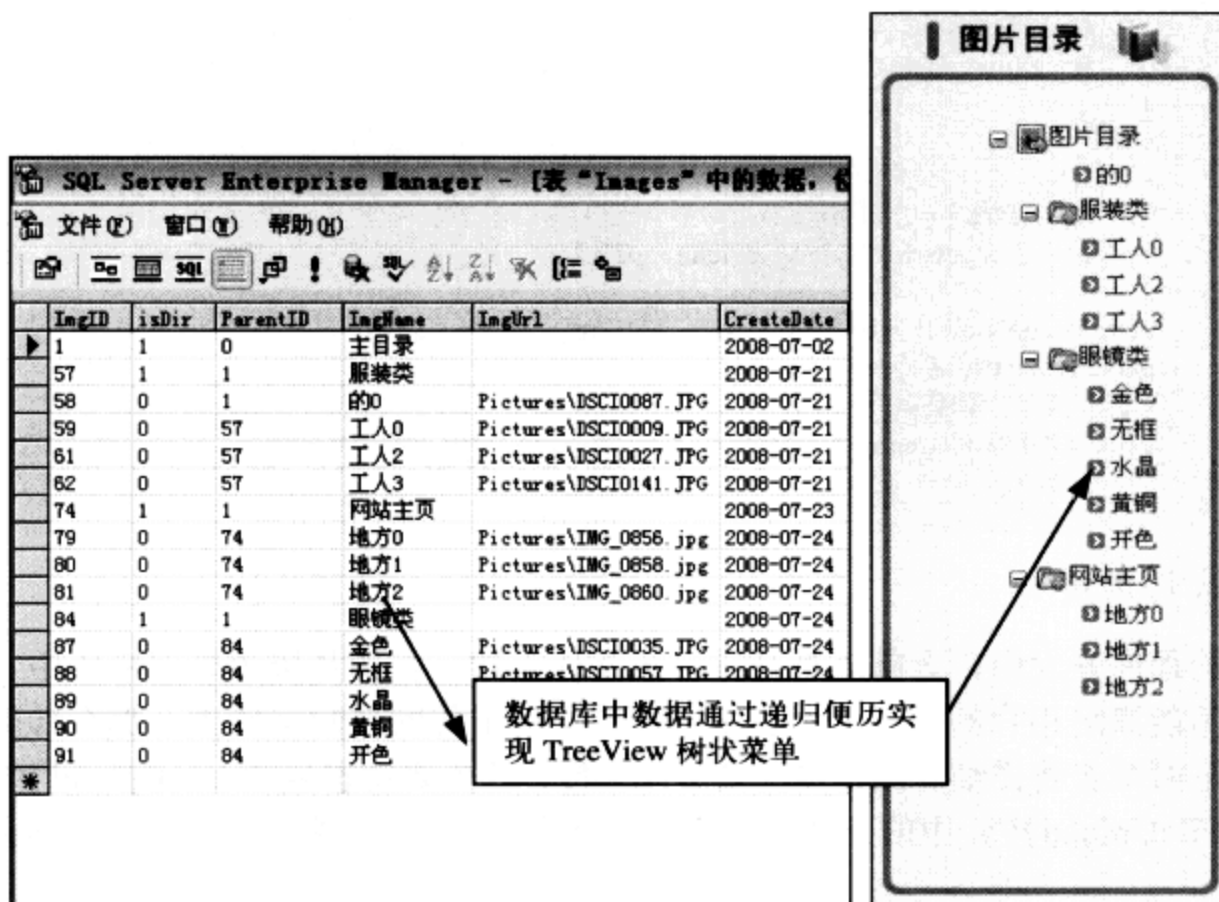 SQL Server Enterprise Manager - [表“Images”中的数据，
文件(F) 窗口(W) 帮助(H)
ImgID isDir ParentID ImgName ImgUrl CreateDate
1 1 0 主目录 2008-07-02
57 1 1 服装类 2008-07-21
58 0 1 的0 Pictures\DSCI0087.JPG 2008-07-21
59 0 57 工人0 Pictures\DSCI0009.JPG 2008-07-21
61 0 57 工人2 Pictures\DSCI0027.JPG 2008-07-21
62 0 57 工人3 Pictures\DSCI0141.JPG 2008-07-21
74 1 1 网站主页 2008-07-23
79 0 74 地方0 Pictures\IMG_0856.jpg 2008-07-24
80 0 74 地方1 Pictures\IMG_0858.jpg 2008-07-24
81 0 74 地方2 Pictures\IMG_0860.jpg 2008-07-24
84 1 1 眼镜类 2008-07-24
87 0 84 金色 Pictures\DSCI0035.JPG 2008-07-24
88 0 84 无框 Pictures\DSCI0057.JPG 2008-07-24
89 0 84 水晶
90 0 84 黄铜
91 0 84 开色
数据库中数据通过递归便历实
现 TreeView 树状菜单
图片目录
图片目录
的0
服装类
工人0
工人2
工人3
眼镜类
金色
无框
水晶
黄铜
开色
网站主页
地方0
地方1
地方2